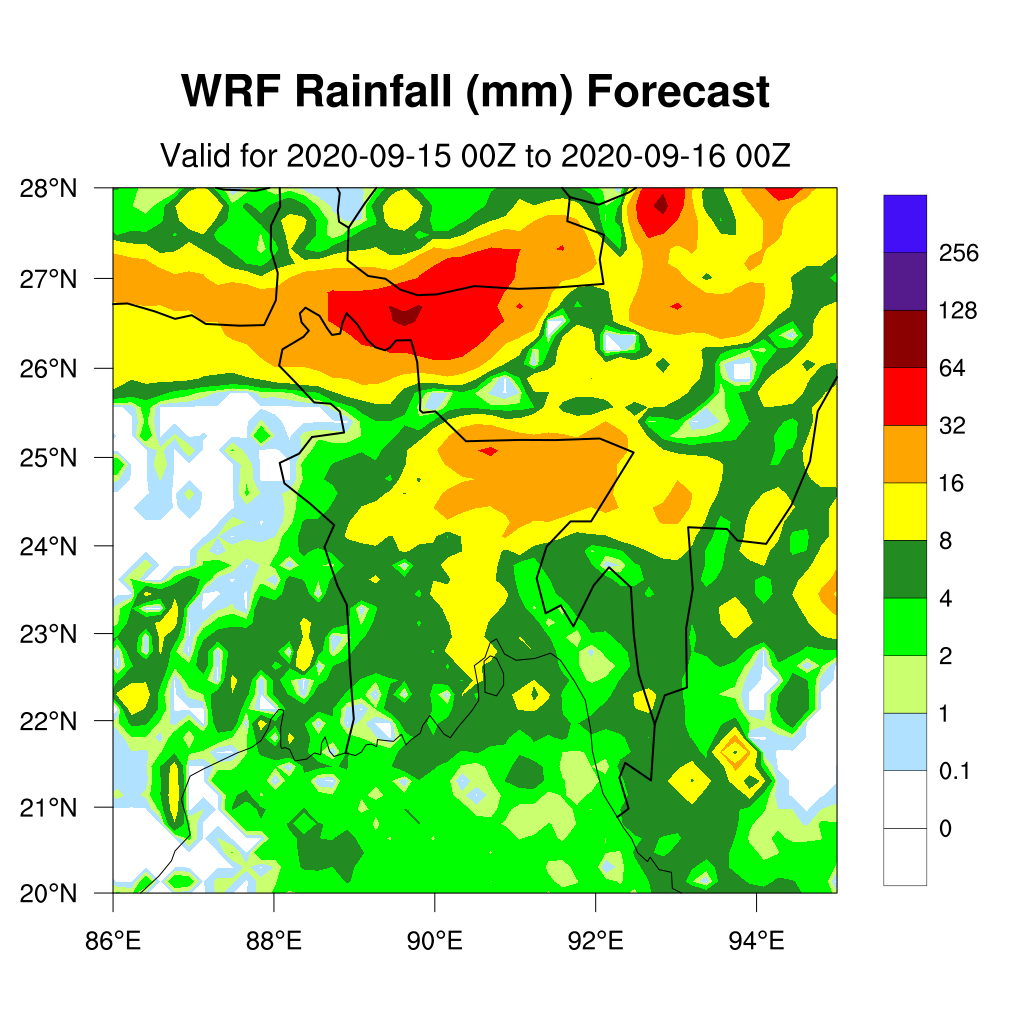 WRF Rainfall (mm) Forecast
Valid for 2020-09-15 00Z to 2020-09-16 00Z
28°N
27°N
26°N
25°N
24°N
23°N
22°N
21°N
20°N
86°E 88°E 90°E 92°E 94°E
256
128
64
32
16
8
4
2
1
0.1
0